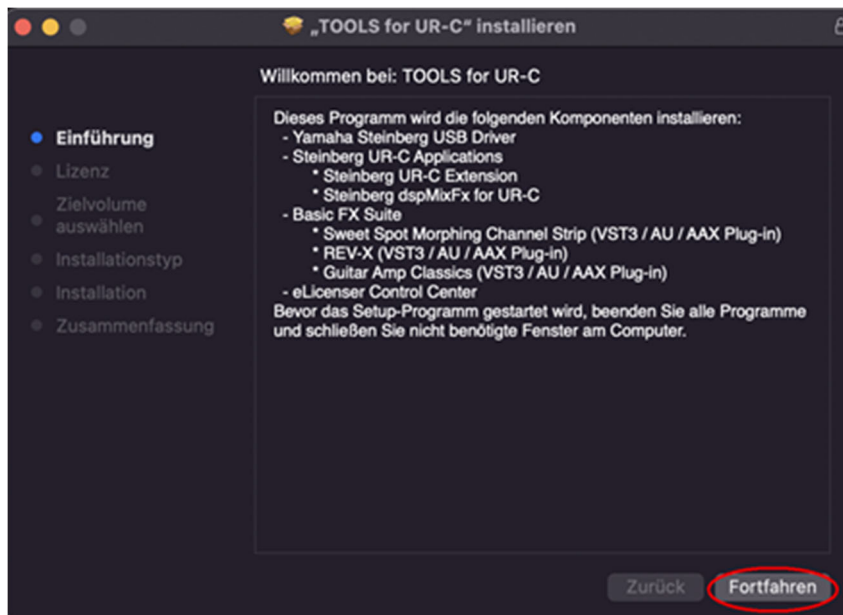 „TOOLS for UR-C“ installieren
Willkommen bei: TOOLS for UR-C
Einführung
Lizenz
Zielvolume
auswählen
Installationstyp
Installation
Zusammenfassung
Dieses Programm wird die folgenden Komponenten installieren:
- Yamaha Steinberg USB Driver
- Steinberg UR-C Applications
* Steinberg UR-C Extension
* Steinberg dspMixFx for UR-C
- Basic FX Suite
* Sweet Spot Morphing Channel Strip (VST3 / AU / AAX Plug-in)
* REV-X (VST3 / AU / AAX Plug-in)
* Guitar Amp Classics (VST3 / AU / AAX Plug-in)
- eLicenser Control Center
Bevor das Setup-Programm gestartet wird, beenden Sie alle Programme
und schließen Sie nicht benötigte Fenster am Computer.
Zurück
Fortfahren